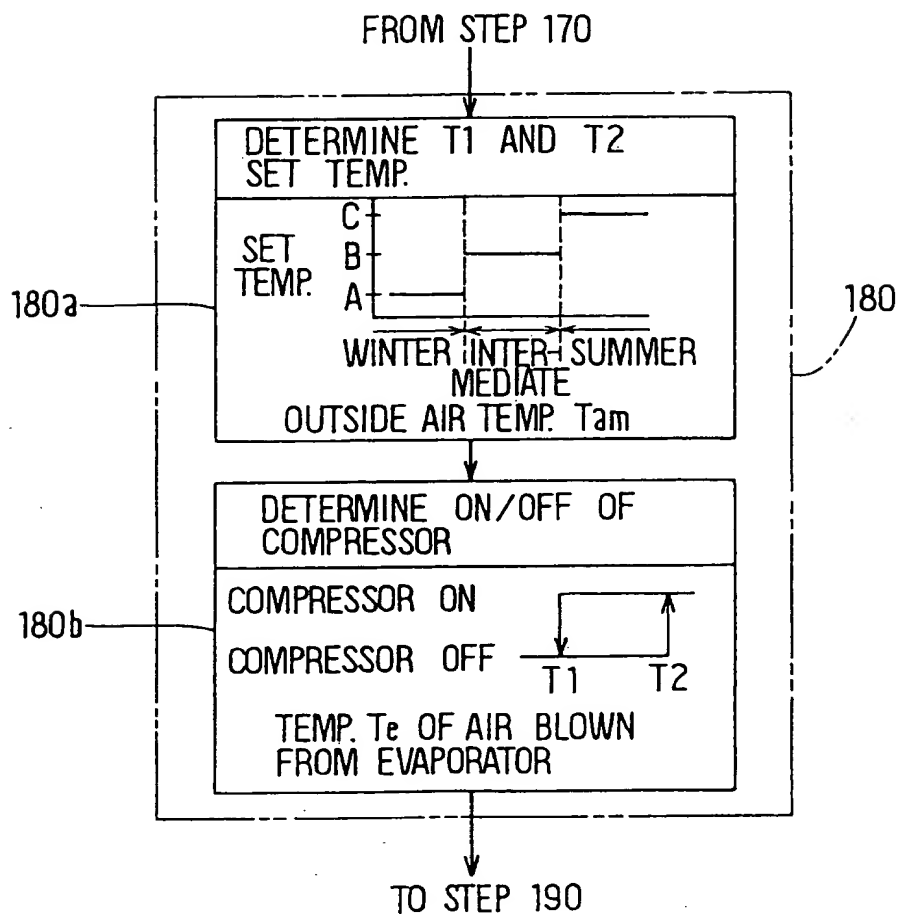 FROM STEP 170
DETERMINE T1 AND T2
SET TEMP.
C
SET
TEMP.
B
A
180a
180
WINTER INTER- SUMMER
MEDIATE
OUTSIDE AIR TEMP. Tam
DETERMINE ON/OFF OF
COMPRESSOR
COMPRESSOR ON
180b
COMPRESSOR OFF
T1 T2
TEMP. Te OF AIR BLOWN
FROM EVAPORATOR
TO STEP 190